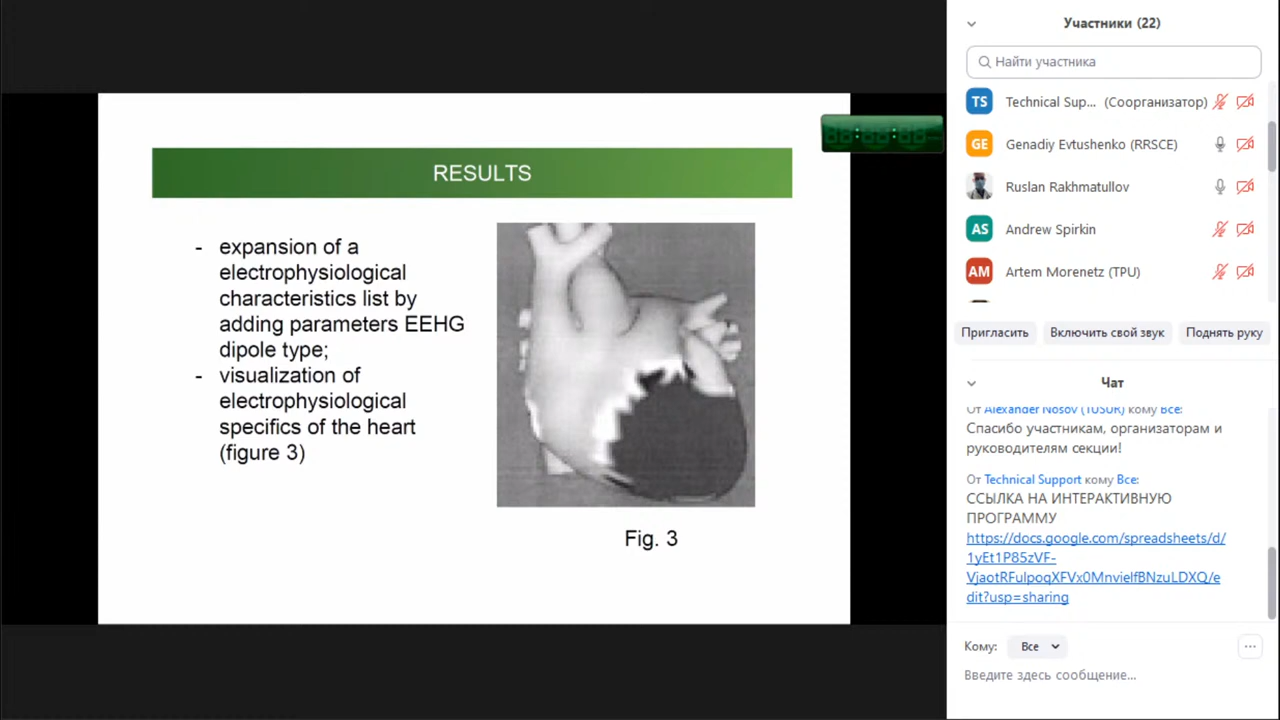 RESULTS
- expansion of a
electrophysiological
characteristics list by
adding parameters EEHG
dipole type;
- visualization of
electrophysiological
specifics of the heart
(figure 3)
Fig. 3
Участники (22)
Найти участника
TS Technical Sup... (Соорганизатор)
GE Genadiy Evtushenko (RRSCE)
Ruslan Rakhmatullov
AS Andrew Spirkin
AM Artem Morenetz (TPU)
Пригласить Включить свой звук Поднять руку
Чат
От Alexander Nosov (TUSUR) кому Все:
Спасибо участникам, организаторам и
руководителям секции!
От Technical Support кому Все:
ССЫЛКА НА ИНТЕРАКТИВНУЮ
ПРОГРАММУ
https://docs.google.com/spreadsheets/d/
1yEt1P85zVF-
VjaotRFulpoqXFVx0MnvielfBNzuLDXQ/e
dit?usp=sharing
Кому: Все
Введите здесь сообщение...